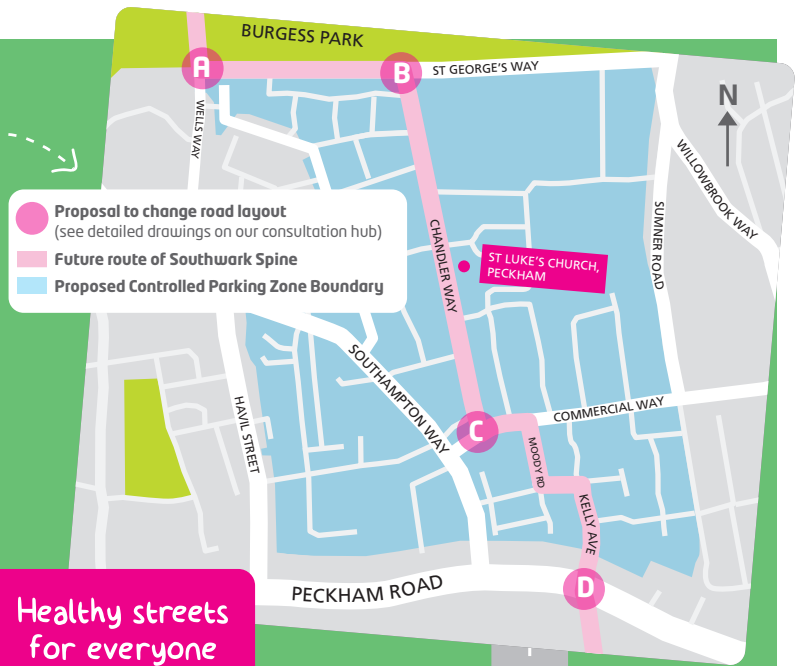 BURGESS PARK
A
B
ST GEORGE'S WAY
N
WELLS WAY
WILLOWBROOK WAY
Proposal to change road layout
(see detailed drawings on our consultation hub)
Future route of Southwark Spine
Proposed Controlled Parking Zone Boundary
CHANDLER WAY
ST LUKE'S CHURCH,
PECKHAM
SUMNER ROAD
SOUTHAMPTON WAY
HAVIL STREET
COMMERCIAL WAY
C
MOODY RD
KELLY AVE
D
PECKHAM ROAD
Healthy streets
for everyone